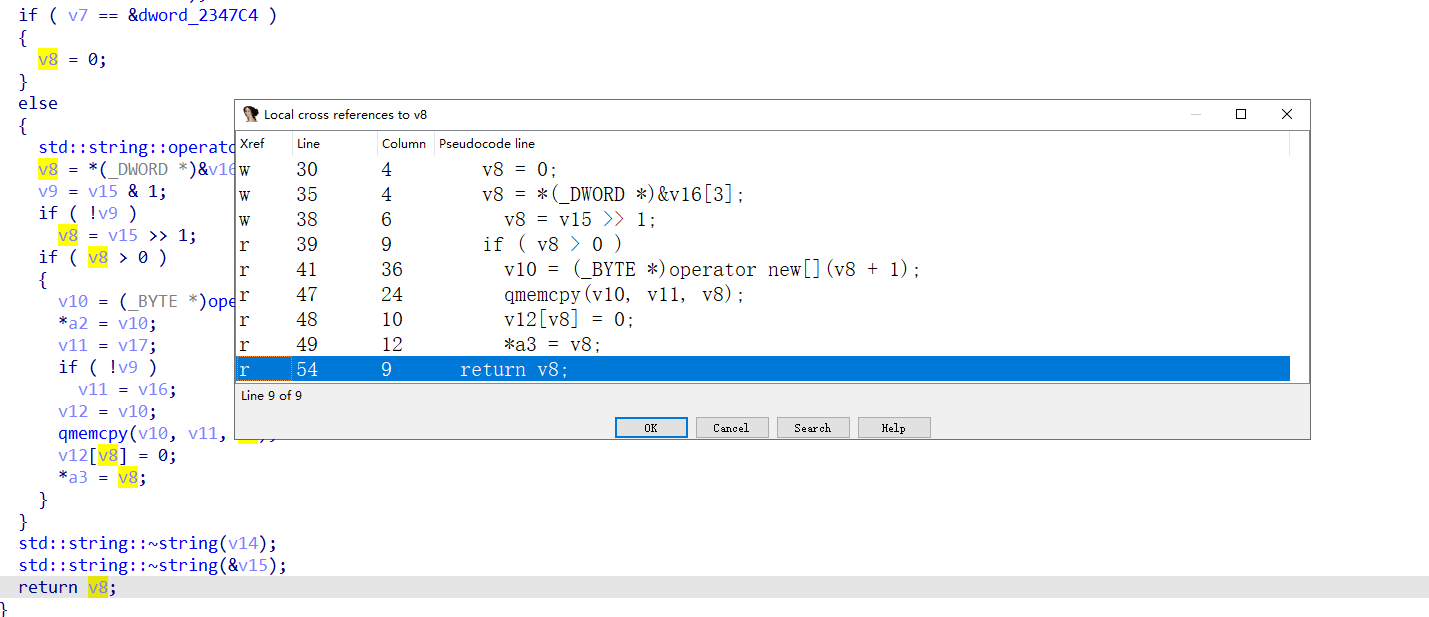 if ( v7 == &dword_2347C4 )
{
v8 = 0;
}
else
{
std::string::operato
v8 = *(_DWORD *)&v16
v9 = v15 & 1;
if ( !v9 )
v8 = v15 >> 1;
if ( v8 > 0 )
{
v10 = (_BYTE *)ope
*a2 = v10;
v11 = v17;
if ( !v9 )
v11 = v16;
v12 = v10;
qmemcpy(v10, v11,
v12[v8] = 0;
*a3 = v8;
}
}
std::string::~string(v14);
std::string::~string(&v15);
return v8;
}
Local cross references to v8
Xref Line Column Pseudocode line
w 30 4 v8 = 0;
w 35 4 v8 = *(_DWORD *)&v16[3];
w 38 6 v8 = v15 >> 1;
r 39 9 if ( v8 > 0 )
r 41 36 v10 = (_BYTE *)operator new[](v8 + 1);
r 47 24 qmemcpy(v10, v11, v8);
r 48 10 v12[v8] = 0;
r 49 12 *a3 = v8;
r 54 9 return v8;
Line 9 of 9
OK Cancel Search Help